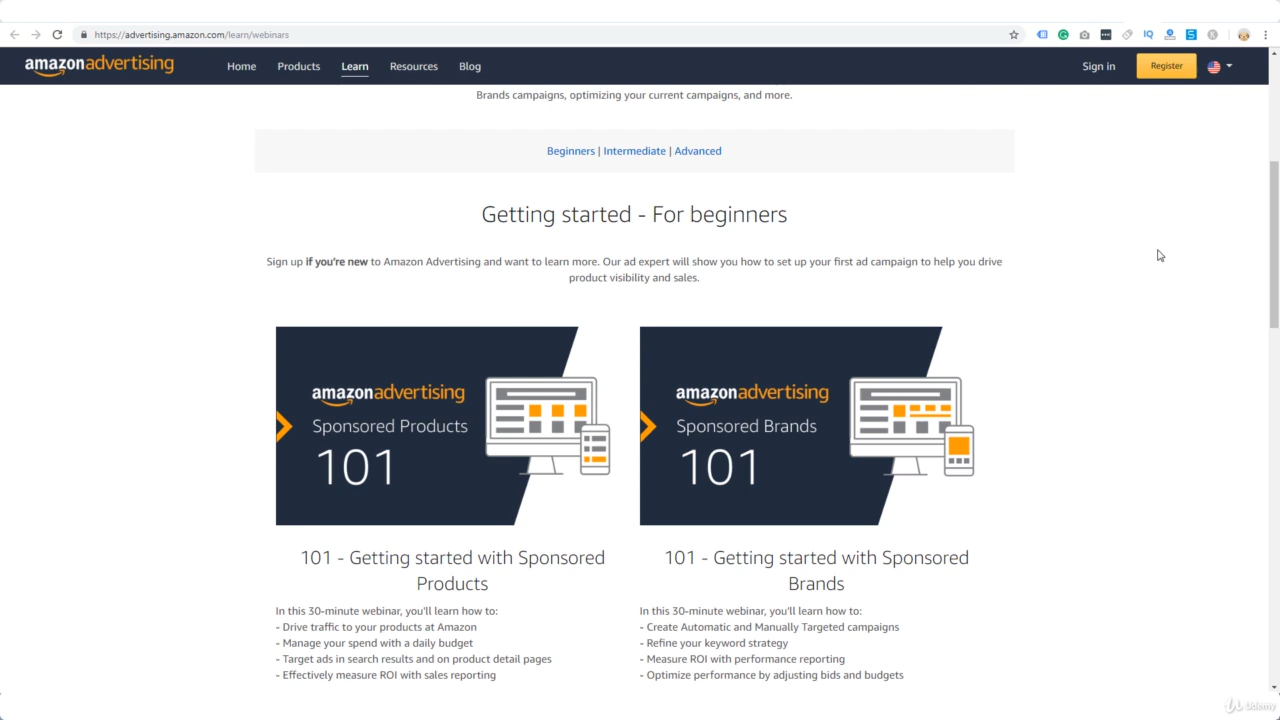 https://advertising.amazon.com/learn/webinars
IQ
S
amazonadvertising
Home
Products
Learn
Resources
Blog
Sign in
Register
Brands campaigns, optimizing your current campaigns, and more.
Beginners | Intermediate | Advanced
Getting started - For beginners
Sign up if you're new to Amazon Advertising and want to learn more. Our ad expert will show you how to set up your first ad campaign to help you drive
product visibility and sales.
amazonadvertising
Sponsored Products
101
amazonadvertising
Sponsored Brands
101
101 - Getting started with Sponsored
Products
In this 30-minute webinar, you'll learn how to:
- Drive traffic to your products at Amazon
- Manage your spend with a daily budget
- Target ads in search results and on product detail pages
- Effectively measure ROI with sales reporting
101 - Getting started with Sponsored
Brands
In this 30-minute webinar, you'll learn how to:
- Create Automatic and Manually Targeted campaigns
- Refine your keyword strategy
- Measure ROI with performance reporting
- Optimize performance by adjusting bids and budgets
Udemy